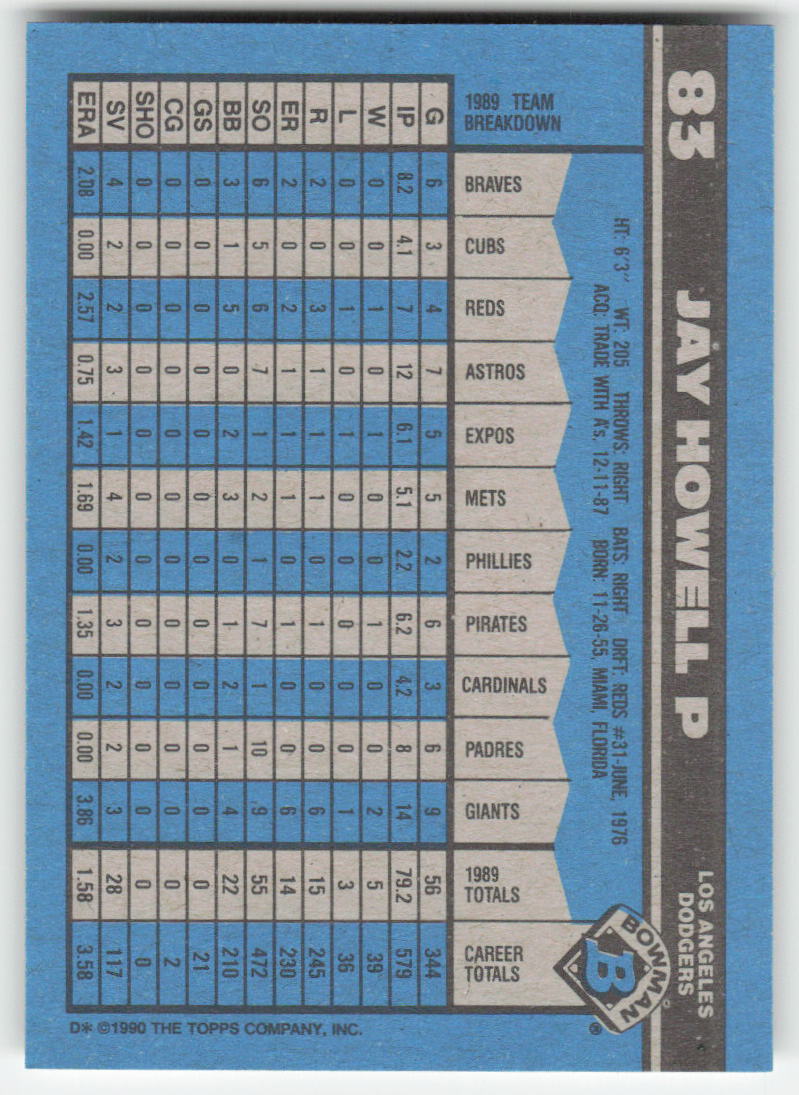 83 JAY HOWELL P LOS ANGELES
DODGERS
HT: 6'3" WT: 205 THROWS: RIGHT BATS: RIGHT DRFT: REDS #31-JUNE, 1976
ACQ: TRADE WITH A's, 12-11-87 BORN: 11-26-55, MIAMI, FLORIDA
BOWMAN
B
®
1989 TEAM
BREAKDOWN
G IP W L R ER SO BB GS CG SHO SV ERA
BRAVES 6 8.2 0 0 2 2 6 3 0 0 0 4 2.08
CUBS 3 4.1 0 0 0 0 5 1 0 0 0 2 0.00
REDS 4 7 1 1 3 2 6 5 0 0 0 2 2.57
ASTROS 7 12 0 0 1 1 7 0 0 0 0 3 0.75
EXPOS 5 6.1 1 1 1 1 1 2 0 0 0 1 1.42
METS 5 5.1 0 0 1 1 2 3 0 0 0 4 1.69
PHILLIES 2 2.2 0 0 0 0 1 0 0 0 0 2 0.00
PIRATES 6 6.2 1 0 1 1 7 1 0 0 0 3 1.35
CARDINALS 3 4.2 0 0 0 0 1 2 0 0 0 2 0.00
PADRES 6 8 0 0 0 0 10 1 0 0 0 2 0.00
GIANTS 9 14 2 1 6 6 9 4 0 0 0 3 3.86
1989
TOTALS 56 79.2 5 3 15 14 55 22 0 0 0 28 1.58
CAREER
TOTALS 344 579 39 36 245 230 472 210 21 2 0 117 3.58
D* ©1990 THE TOPPS COMPANY, INC.